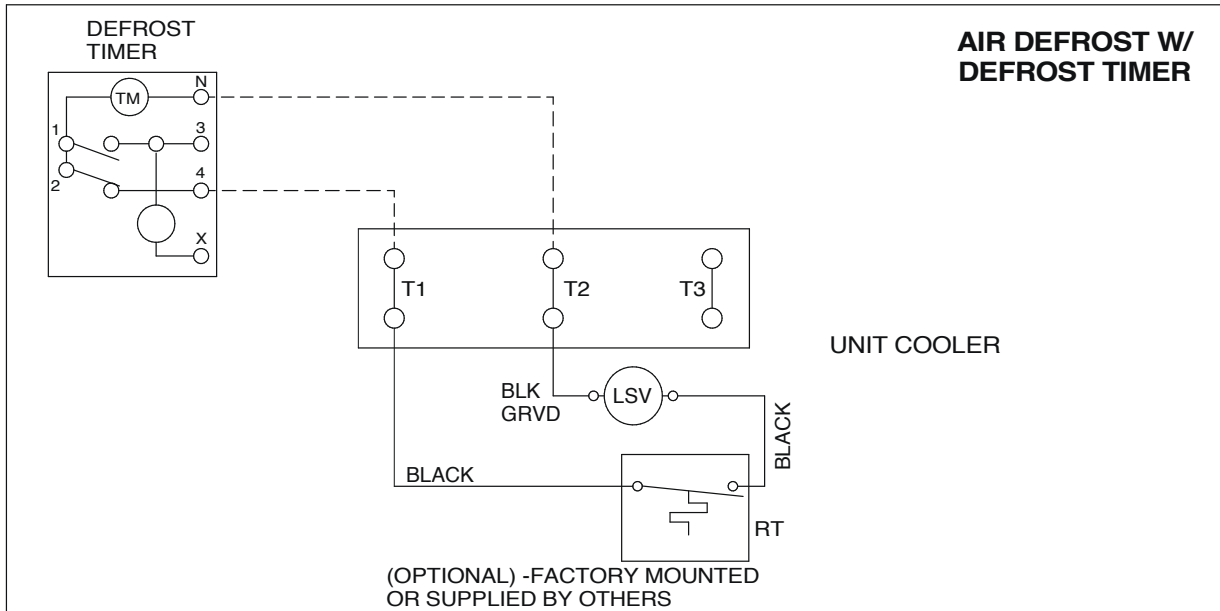 DEFROST
TIMER
AIR DEFROST W/
DEFROST TIMER
N
TM
1
3
2
4
X
T1
T2
T3
UNIT COOLER
BLK
GRVD
LSV
BLACK
BLACK
RT
(OPTIONAL) -FACTORY MOUNTED
OR SUPPLIED BY OTHERS